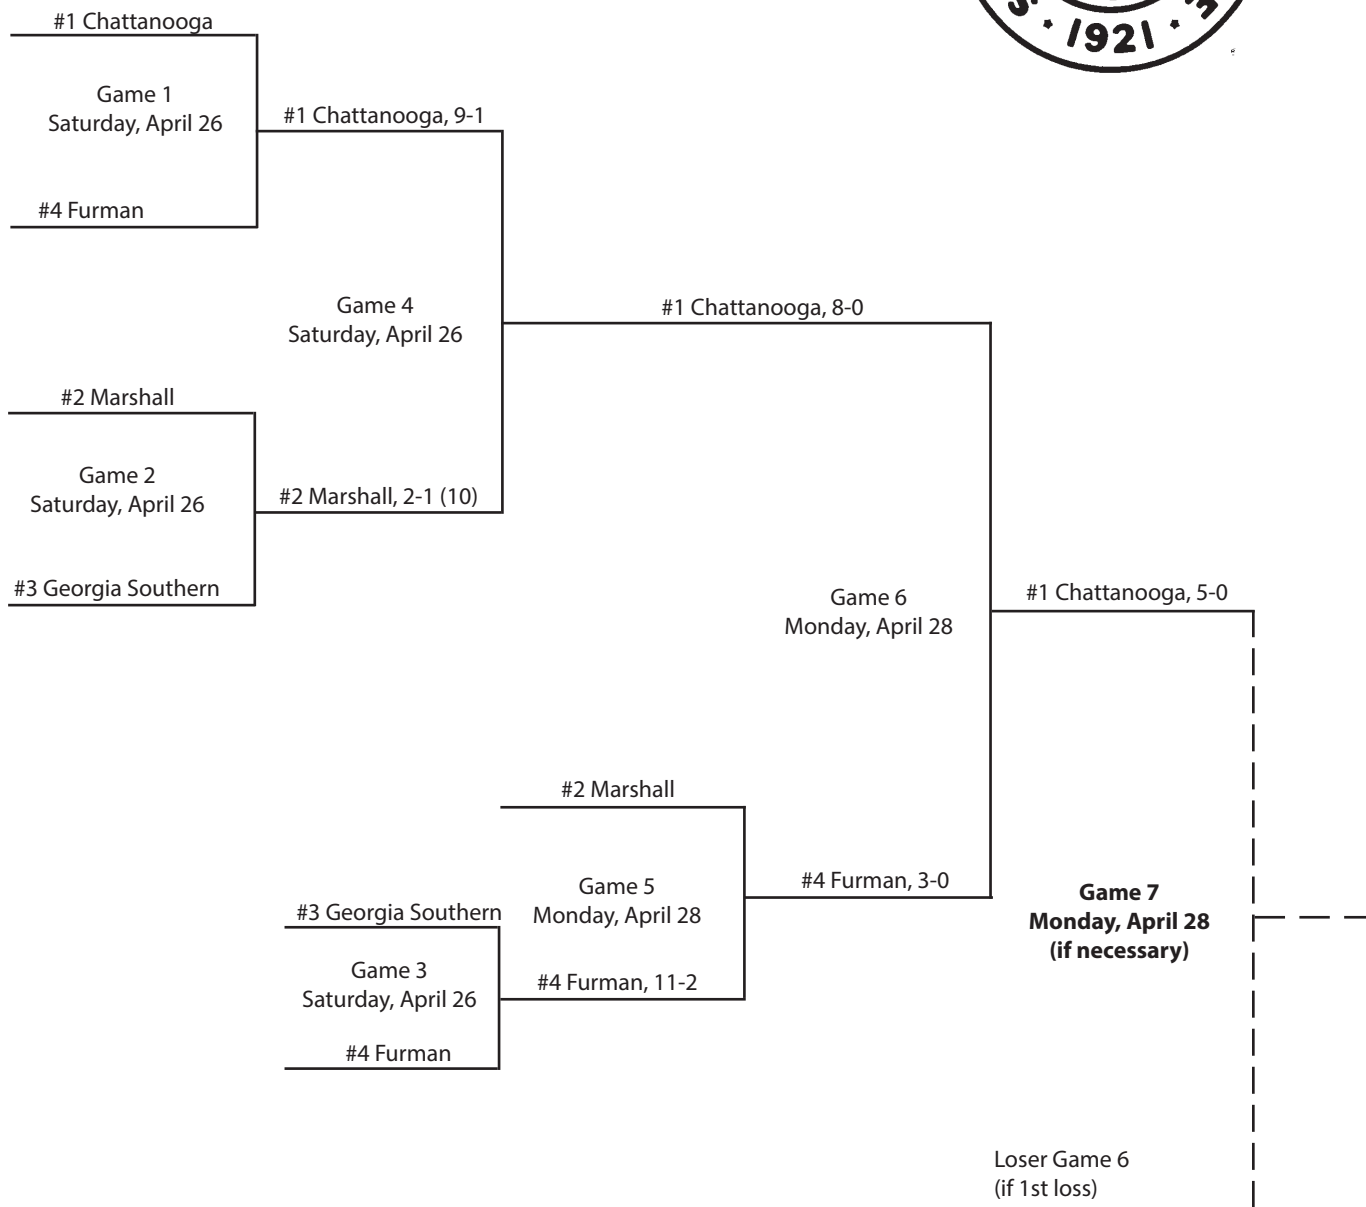 #1 Chattanooga
Game 1
Saturday, April 26
#1 Chattanooga, 9-1
#4 Furman
Game 4
Saturday, April 26
#1 Chattanooga, 8-0
#2 Marshall
Game 2
Saturday, April 26
#2 Marshall, 2-1 (10)
#3 Georgia Southern
Game 6
Monday, April 28
#1 Chattanooga, 5-0
#2 Marshall
Game 5
Monday, April 28
#4 Furman, 3-0
#3 Georgia Southern
Game 3
Saturday, April 26
#4 Furman, 11-2
#4 Furman
Game 7
Monday, April 28
(if necessary)
Loser Game 6
(if 1st loss)
1921